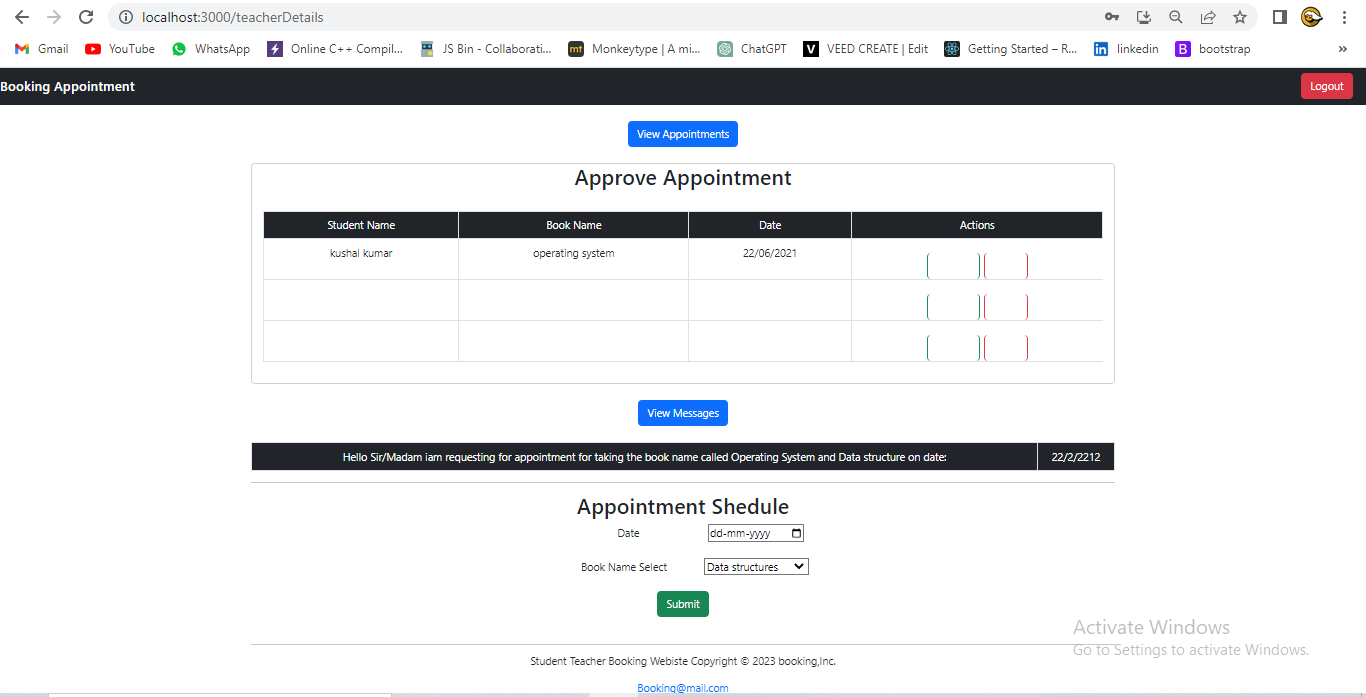 localhost:3000/teacherDetails
Gmail YouTube WhatsApp Online C++ Compil... JS Bin - Collaborati... mt Monkeytype | A mi... ChatGPT V VEED CREATE | Edit Getting Started – R... in linkedin B bootstrap »
Booking Appointment Logout
View Appointments
Approve Appointment
Student Name Book Name Date Actions
kushal kumar operating system 22/06/2021
View Messages
Hello Sir/Madam iam requesting for appointment for taking the book name called Operating System and Data structure on date: 22/2/2212
Appointment Shedule
Date dd-mm-yyyy
Book Name Select Data structures
Submit
Activate Windows
Go to Settings to activate Windows.
Student Teacher Booking Webiste Copyright © 2023 booking,Inc.
Booking@mail.com